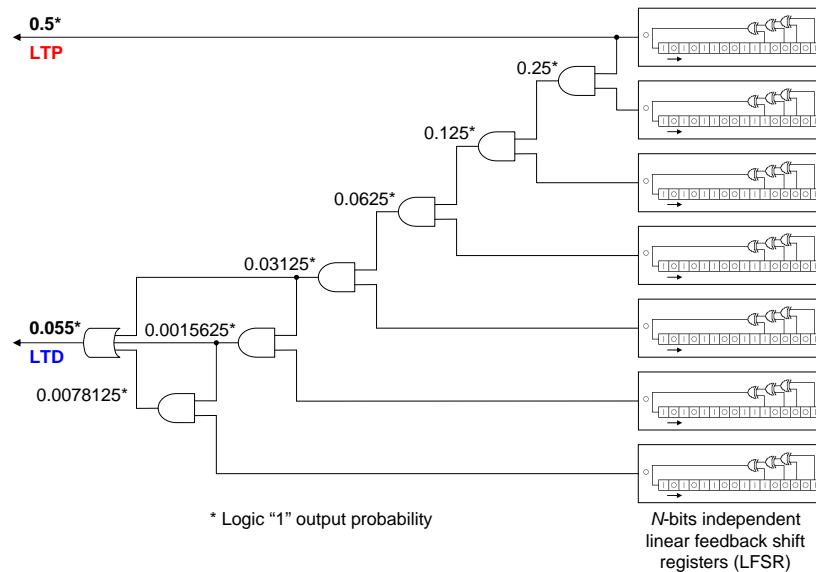 0.5*
LTP
0.25*
0.125*
0.0625*
0.03125*
0.055*
0.0015625*
LTD
0.0078125*
* Logic “1” output probability
N-bits independent
linear feedback shift
registers (LFSR)